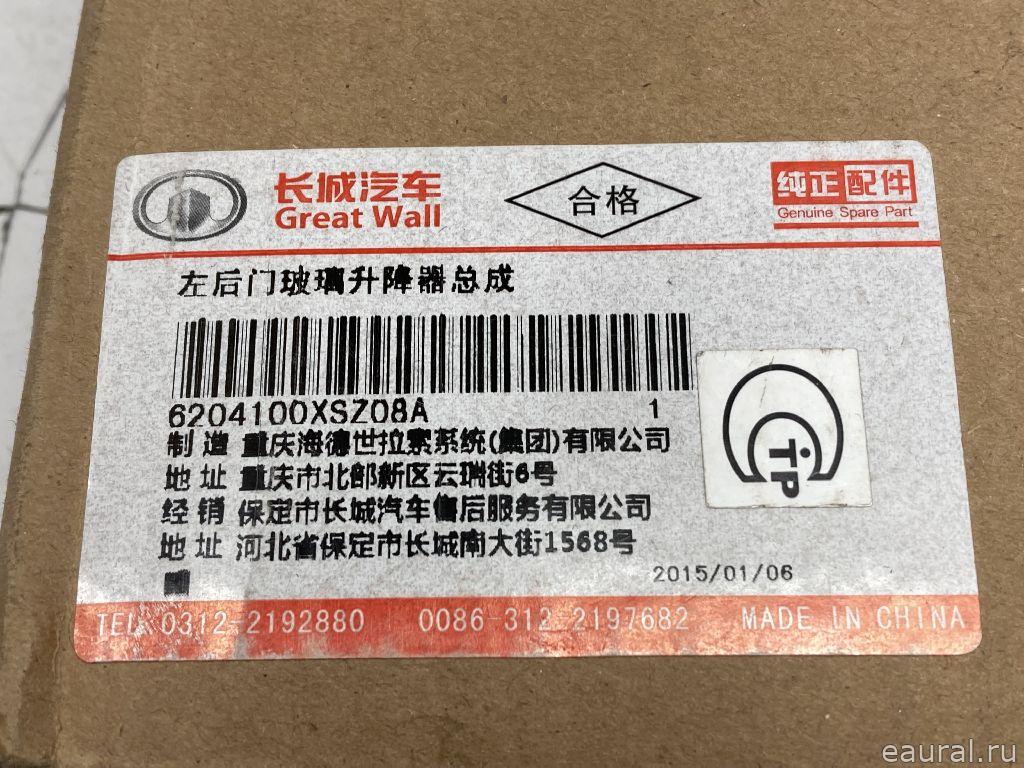 长城汽车
Great Wall
合格
纯正配件
Genuine Spare Part
左后门玻璃升降器总成
6204100XSZ08A 1
制造 重庆海德世拉索系统(集团)有限公司
地址 重庆市北部新区云瑞街6号
经销 保定市长城汽车售后服务有限公司
地址 河北省保定市长城南大街1568号
2015/01/06
TEL 0312-2192880 0086-312 2197682 MADE IN CHINA
eaural.ru